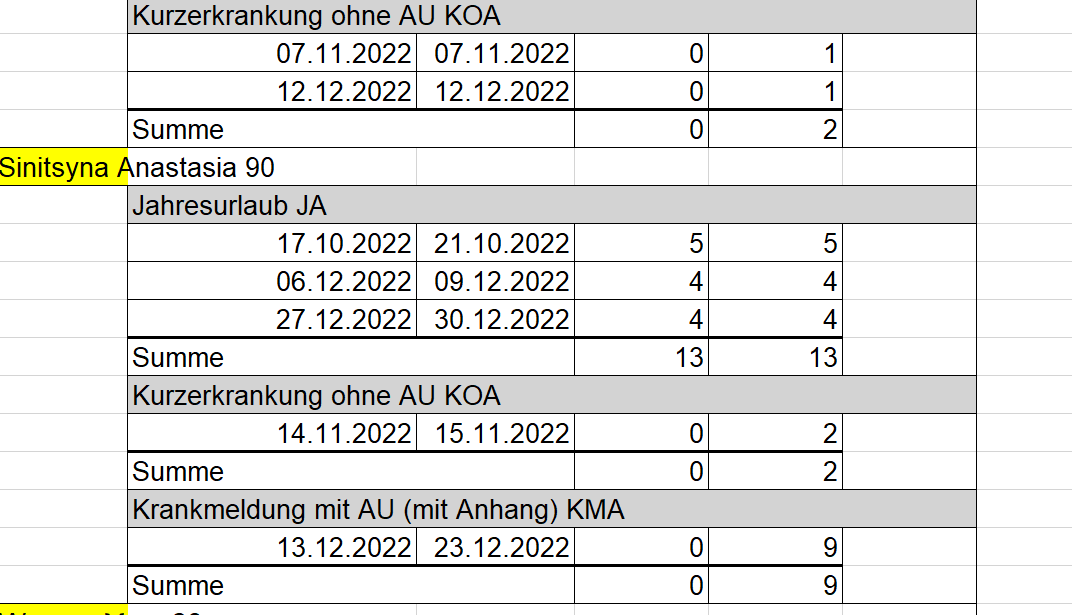 Kurzerkrankung ohne AU KOA
07.11.2022 07.11.2022 0 1
12.12.2022 12.12.2022 0 1
Summe 0 2
Sinitsyna Anastasia 90
Jahresurlaub JA
17.10.2022 21.10.2022 5 5
06.12.2022 09.12.2022 4 4
27.12.2022 30.12.2022 4 4
Summe 13 13
Kurzerkrankung ohne AU KOA
14.11.2022 15.11.2022 0 2
Summe 0 2
Krankmeldung mit AU (mit Anhang) KMA
13.12.2022 23.12.2022 0 9
Summe 0 9